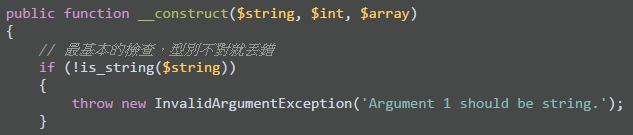 public function __construct($string, $int, $array)
{
    // 最基本的檢查，型別不對就丟錯
    if (!is_string($string))
    {
        throw new InvalidArgumentException('Argument 1 should be string.');
    }